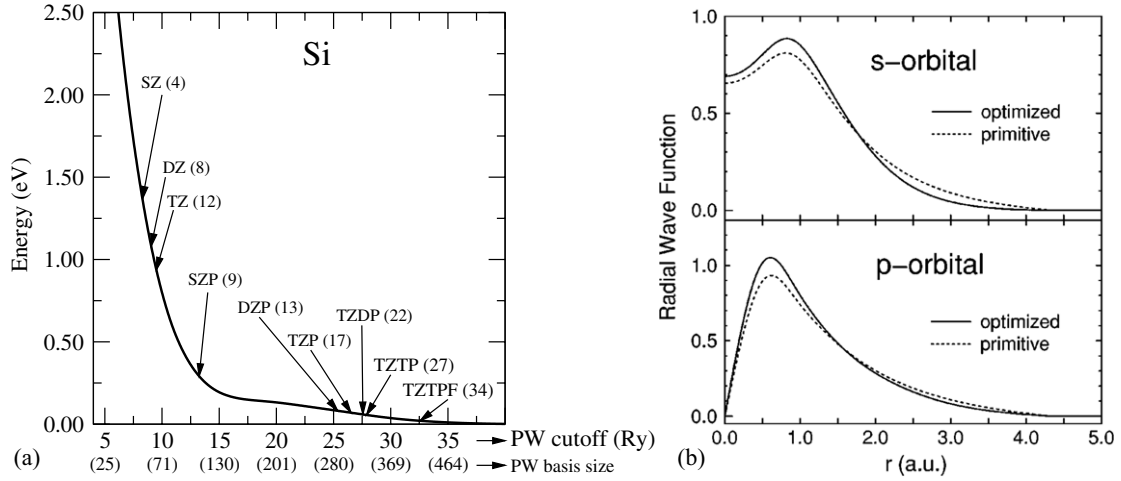 Si
Energy (eV)
2.50
2.00
1.50
1.00
0.50
0.00
SZ (4)
DZ (8)
TZ (12)
SZP (9)
DZP (13)
TZP (17)
TZDP (22)
TZTP (27)
TZTPF (34)
5 10 15 20 25 30 35 PW cutoff (Ry)
(25) (71) (130) (201) (280) (369) (464) PW basis size
(a)
Radial Wave Function
1.0
0.5
0.0
s-orbital
optimized
primitive
1.0
0.5
0.0
p-orbital
optimized
primitive
0.0 1.0 2.0 3.0 4.0 5.0
r (a.u.)
(b)